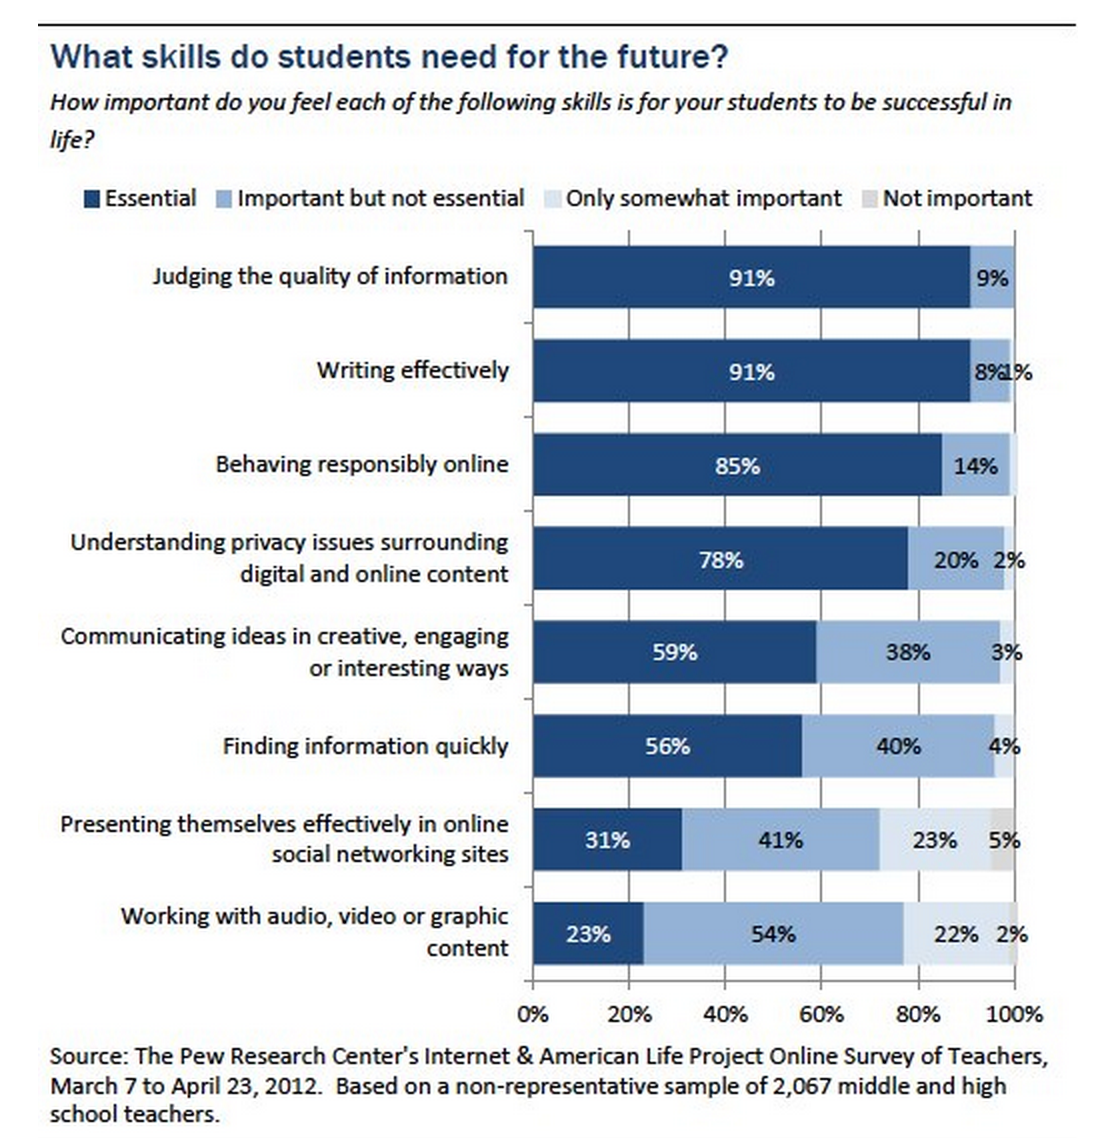 What skills do students need for the future?
How important do you feel each of the following skills is for your students to be successful in
life?
Essential Important but not essential Only somewhat important Not important
Judging the quality of information 91% 9%
Writing effectively 91% 8% 1%
Behaving responsibly online 85% 14%
Understanding privacy issues surrounding
digital and online content 78% 20% 2%
Communicating ideas in creative, engaging
or interesting ways 59% 38% 3%
Finding information quickly 56% 40% 4%
Presenting themselves effectively in online
social networking sites 31% 41% 23% 5%
Working with audio, video or graphic
content 23% 54% 22% 2%
0% 20% 40% 60% 80% 100%
Source: The Pew Research Center's Internet & American Life Project Online Survey of Teachers,
March 7 to April 23, 2012. Based on a non-representative sample of 2,067 middle and high
school teachers.